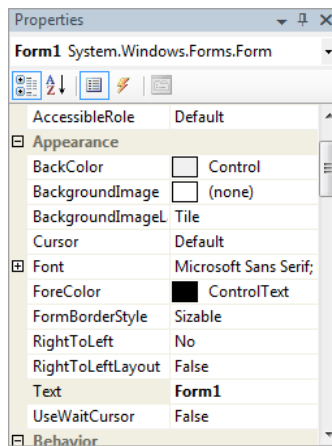 Properties
Form1 System.Windows.Forms.Form
AccessibleRole Default
Appearance
BackColor Control
BackgroundImage (none)
BackgroundImageL Tile
Cursor Default
Font Microsoft Sans Serif;
ForeColor ControlText
FormBorderStyle Sizable
RightToLeft No
RightToLeftLayout False
Text Form1
UseWaitCursor False
Behavior